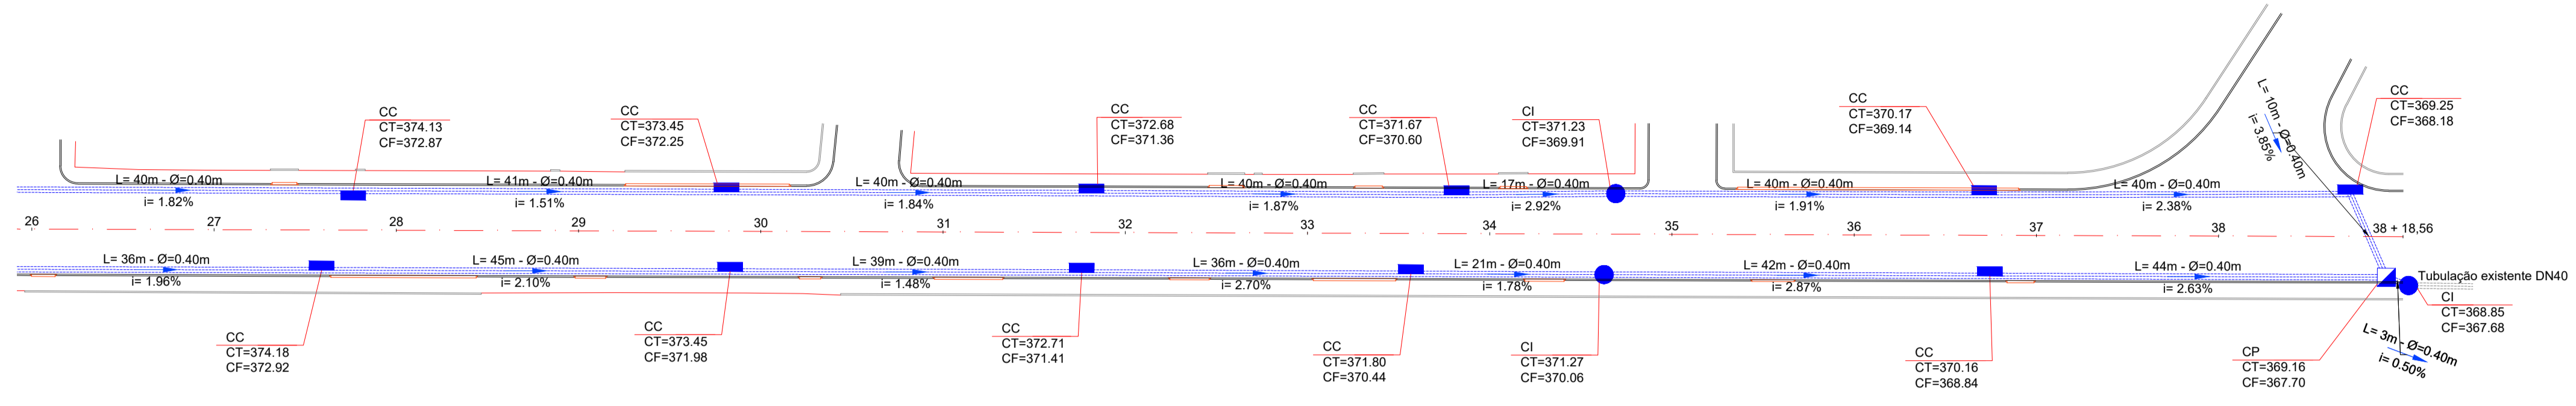 CC
CT=374.13
CF=372.87
CC
CT=373.45
CF=372.25
CC
CT=372.68
CF=371.36
CC
CT=371.67
CF=370.60
CI
CT=371.23
CF=369.91
CC
CT=370.17
CF=369.14
CC
CT=369.25
CF=368.18
L= 10m - Ø=0.40m
i= 3.85%
L= 40m - Ø=0.40m
i= 1.82%
L= 41m - Ø=0.40m
i= 1.51%
L= 40m - Ø=0.40m
i= 1.84%
L= 40m - Ø=0.40m
i= 1.87%
L= 17m - Ø=0.40m
i= 2.92%
L= 40m - Ø=0.40m
i= 1.91%
L= 40m - Ø=0.40m
i= 2.38%
26
27
28
29
30
31
32
33
34
35
36
37
38
38 + 18,56
L= 36m - Ø=0.40m
i= 1.96%
L= 45m - Ø=0.40m
i= 2.10%
L= 39m - Ø=0.40m
i= 1.48%
L= 36m - Ø=0.40m
i= 2.70%
L= 21m - Ø=0.40m
i= 1.78%
L= 42m - Ø=0.40m
i= 2.87%
L= 44m - Ø=0.40m
i= 2.63%
Tubulação existente DN40
CI
CT=368.85
CF=367.68
L= 3m - Ø=0.40m
i= 0.50%
CC
CT=374.18
CF=372.92
CC
CT=373.45
CF=371.98
CC
CT=372.71
CF=371.41
CC
CT=371.80
CF=370.44
CI
CT=371.27
CF=370.06
CC
CT=370.16
CF=368.84
CP
CT=369.16
CF=367.70